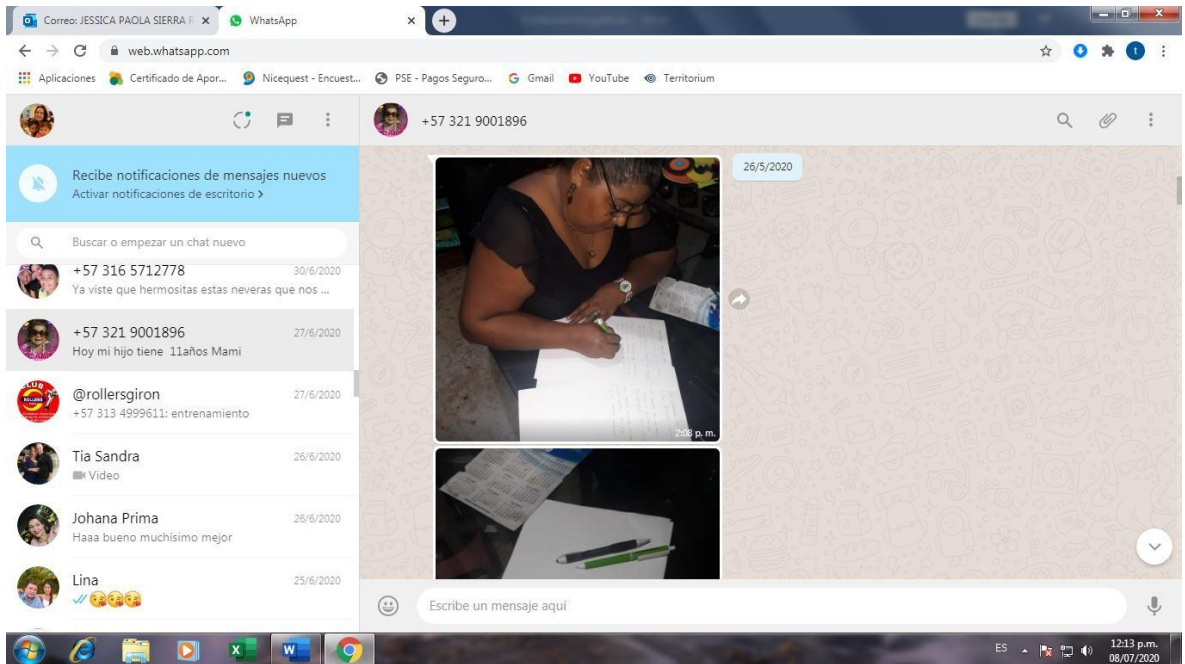 Correo: JESSICA PAOLA SIERRA R
WhatsApp
web.whatsapp.com
Aplicaciones
Certificado de Apor...
Nicequest - Encuest...
PSE - Pagos Seguro...
Gmail
YouTube
Territorium
Recibe notificaciones de mensajes nuevos
Activar notificaciones de escritorio >
Buscar o empezar un chat nuevo
+57 316 5712778 30/6/2020
Ya viste que hermositas estas neveras que nos ...
+57 321 9001896 27/6/2020
Hoy mi hijo tiene 11años Mami
@rollersgiron 27/6/2020
+57 313 4999611: entrenamiento
Tia Sandra 26/6/2020
Video
Johana Prima 26/6/2020
Haaa bueno muchísimo mejor
Lina 25/6/2020
+57 321 9001896
26/5/2020
2:08 p. m.
Escribe un mensaje aquí
ES
12:13 p.m.
08/07/2020